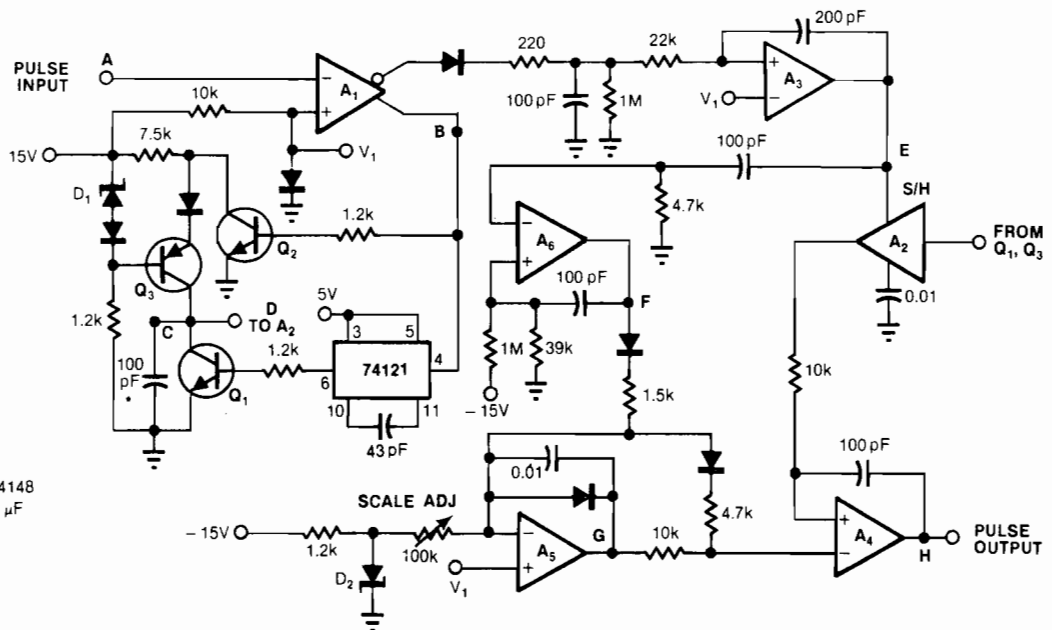 A
PULSE
INPUT
A1
B
220
22k
200 pF
A3
100 pF
1M
V1
10k
V1
15V
7.5k
D1
Q3
Q2
1.2k
1.2k
C
D
TO A2
100
pF
Q1
1.2k
5V
3
5
74121
6
4
10
11
43 pF
E
100 pF
4.7k
S/H
A2
FROM
Q1, Q3
0.01
A6
100 pF
F
1M
39k
− 15V
1.5k
10k
4148
µF
0.01
4.7k
SCALE ADJ
− 15V
1.2k
100k
D2
V1
A5
G
10k
100 pF
A4
H
PULSE
OUTPUT